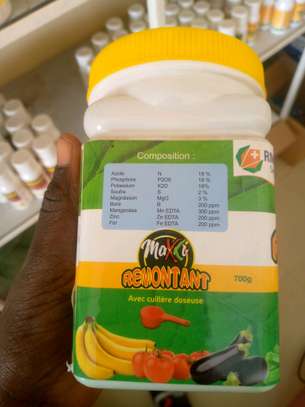 Composition :
Azote N 18 %
Phosphore P2O5 18 %
Potassium K2O 18%
Soufre S 2 %
Magnésium MgO 3 %
Bore B 200 ppm
Manganèse Mn EDTA 300 ppm
Zinc Zn EDTA 200 ppm
Fer Fe EDTA 200 ppm
MaXXy
REMONTANT
700g
Avec cuillère doseuse